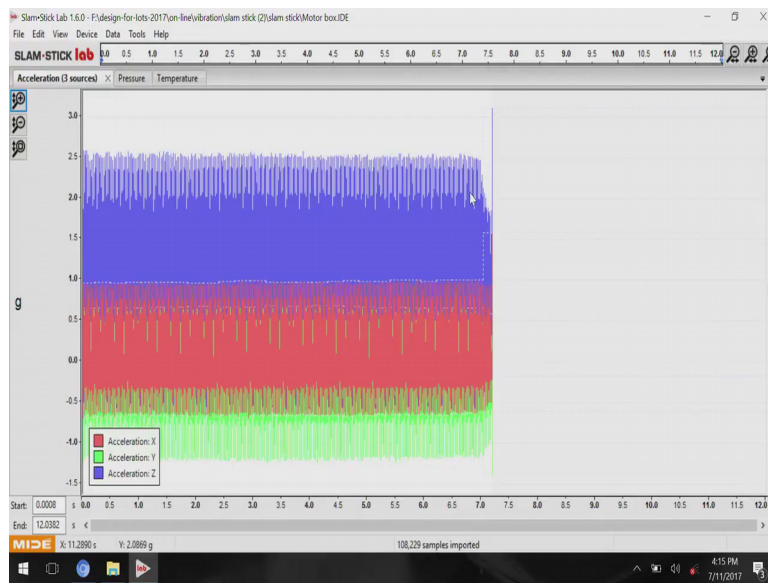 Slam•Stick Lab 1.6.0 - F:\design-for-Iots-2017\on-line\vibration\slam stick (2)\slam stick\Motor box.IDE
File Edit View Device Data Tools Help
SLAM•STICK lab 0.0 0.5 1.0 1.5 2.0 2.5 3.0 3.5 4.0 4.5 5.0 5.5 6.0 6.5 7.0 7.5 8.0 8.5 9.0 9.5 10.0 10.5 11.0 11.5 12.0
Acceleration (3 sources) X Pressure Temperature
3.0
2.5
2.0
1.5
1.0
g
0.5
0.0
-0.5
-1.0
-1.5
Acceleration: X
Acceleration: Y
Acceleration: Z
Start: 0.0008 s 0.0 0.5 1.0 1.5 2.0 2.5 3.0 3.5 4.0 4.5 5.0 5.5 6.0 6.5 7.0 7.5 8.0 8.5 9.0 9.5 10.0 10.5 11.0 11.5 12.0
End: 12.0382 s
MIDE X: 11.2890 s Y: 2.0869 g 108,229 samples imported
lab
4:15 PM
7/11/2017
3